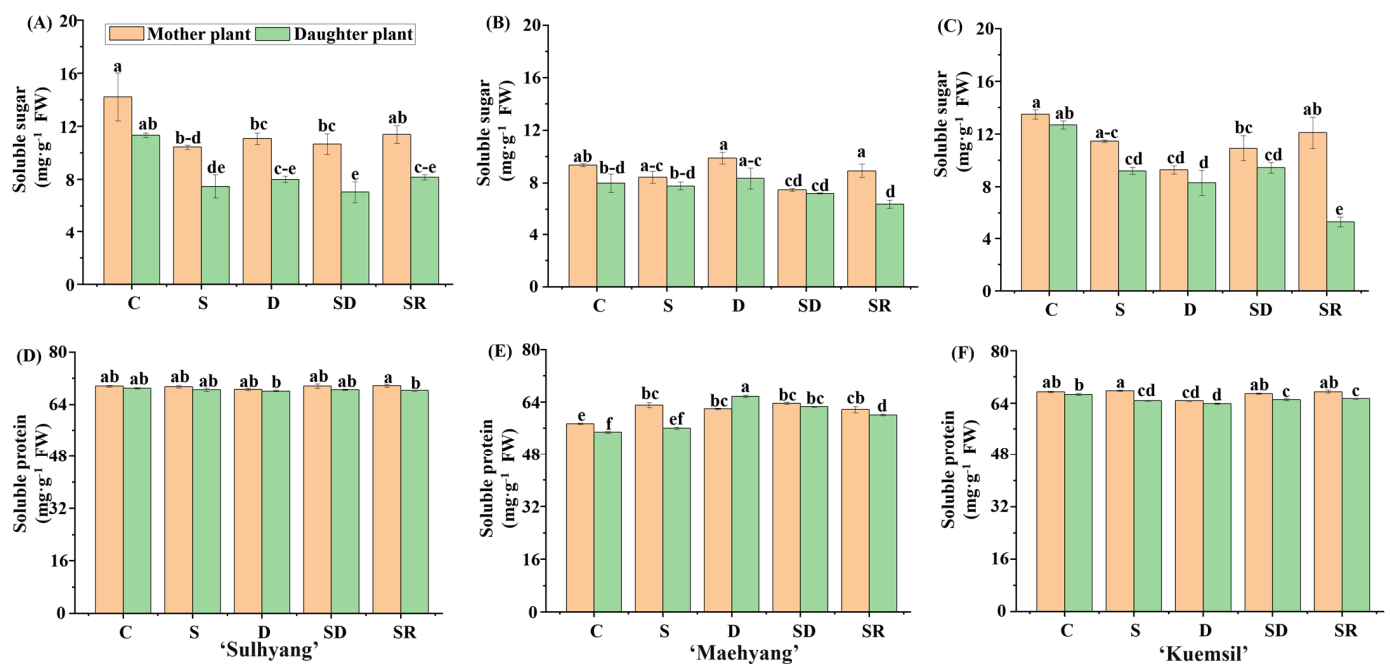 (A)
20
16
12
8
4
0
Soluble sugar
(mg·g⁻¹ FW)
Mother plant
Daughter plant
a ab b-d de bc c-e bc e ab c-e
C S D SD SR
(B)
20
16
12
8
4
0
Soluble sugar
(mg·g⁻¹ FW)
ab b-d a-c b-d a a-c cd cd a d
C S D SD SR
(C)
20
16
12
8
4
0
Soluble sugar
(mg·g⁻¹ FW)
a ab a-c cd cd d bc cd ab e
C S D SD SR
(D)
80
64
48
32
16
0
Soluble protein
(mg·g⁻¹ FW)
ab ab ab ab ab b ab ab a b
C S D SD SR
‘Sulhyang’
(E)
80
64
48
32
16
0
Soluble protein
(mg·g⁻¹ FW)
e f bc ef bc a bc bc cb d
C S D SD SR
‘Maehyang’
(F)
80
64
48
32
16
0
Soluble protein
(mg·g⁻¹ FW)
ab b a cd cd d ab c ab c
C S D SD SR
‘Kuemsil’